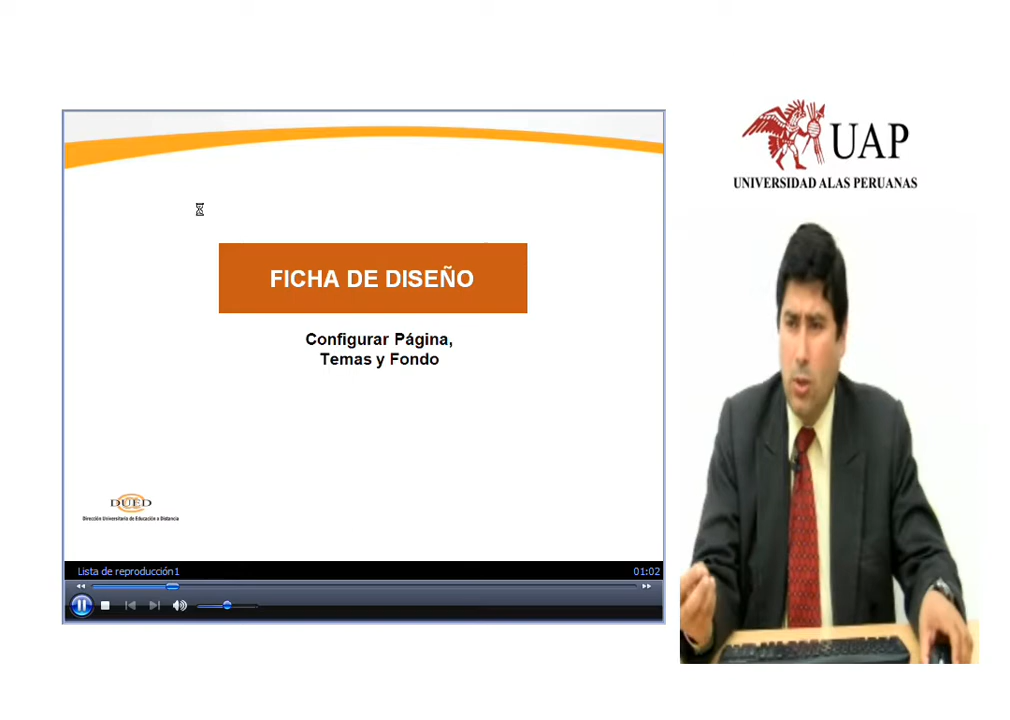 FICHA DE DISEÑO
Configurar Página,
Temas y Fondo
DUED
Dirección Universitaria de Educación a Distancia
Lista de reproducción1
01:02
UAP
UNIVERSIDAD ALAS PERUANAS